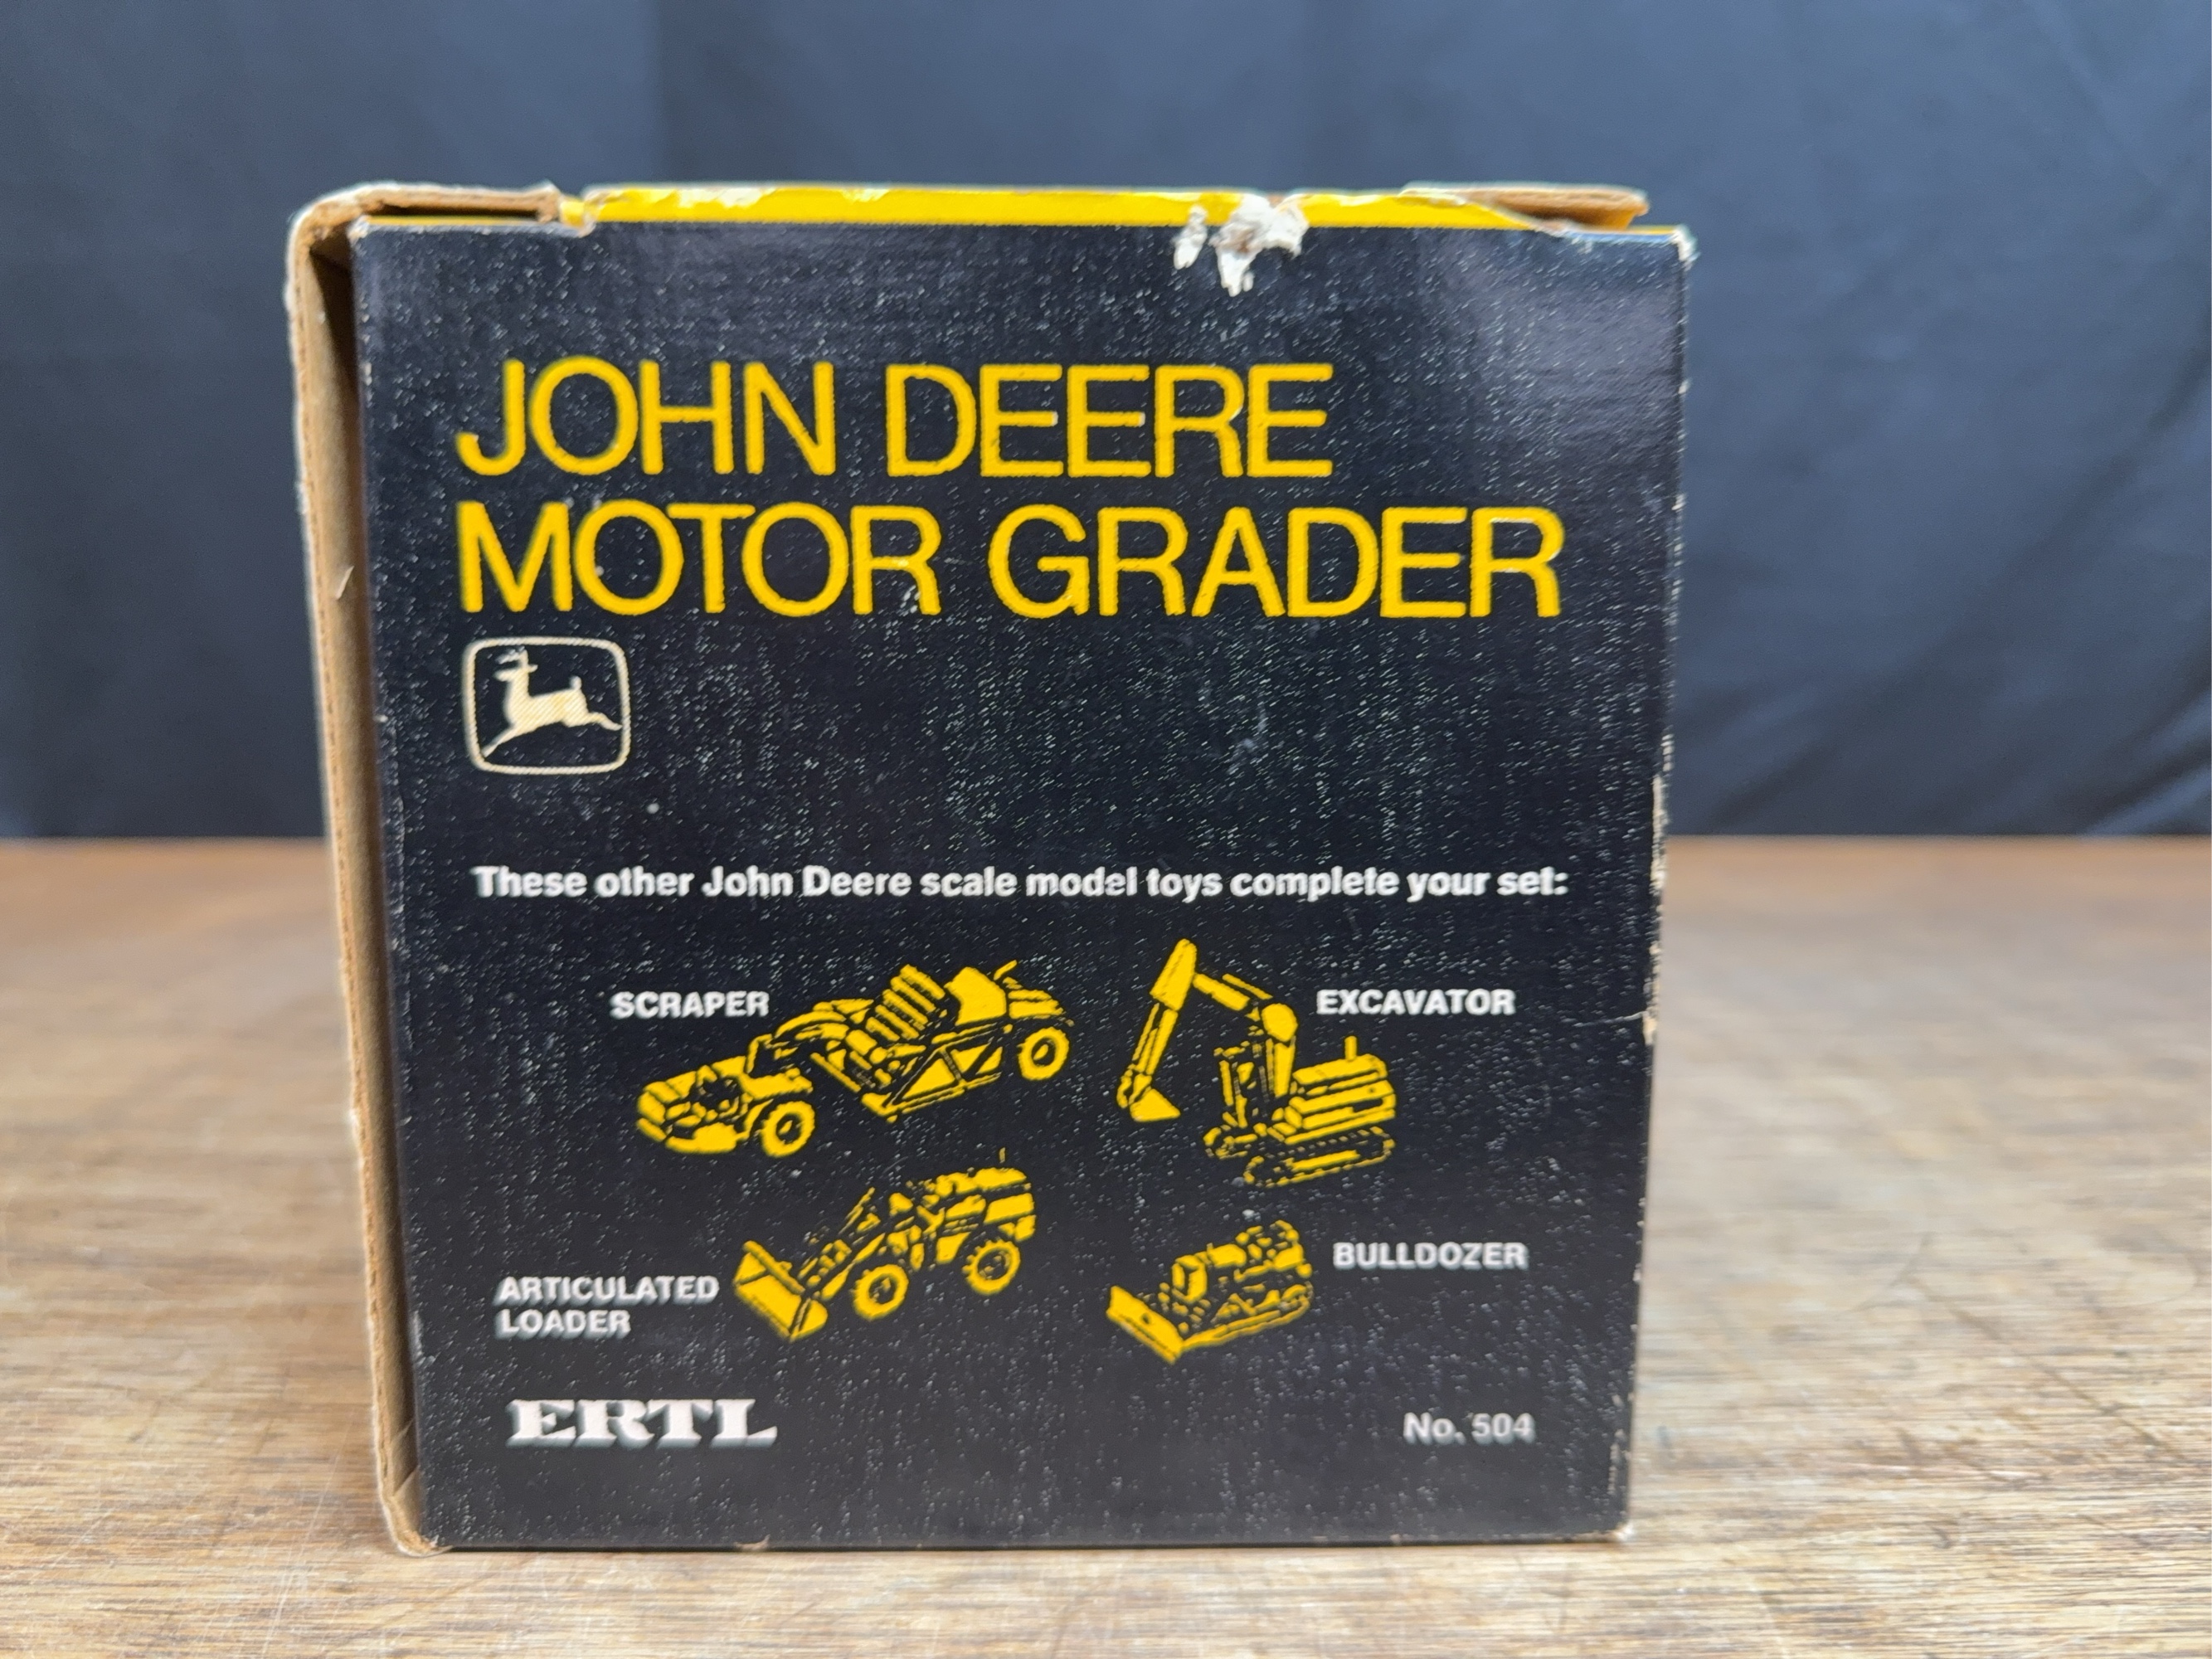 JOHN DEERE
MOTOR GRADER
These other John Deere scale model toys complete your set:
SCRAPER
EXCAVATOR
ARTICULATED
LOADER
BULLDOZER
ERTL
No. 504